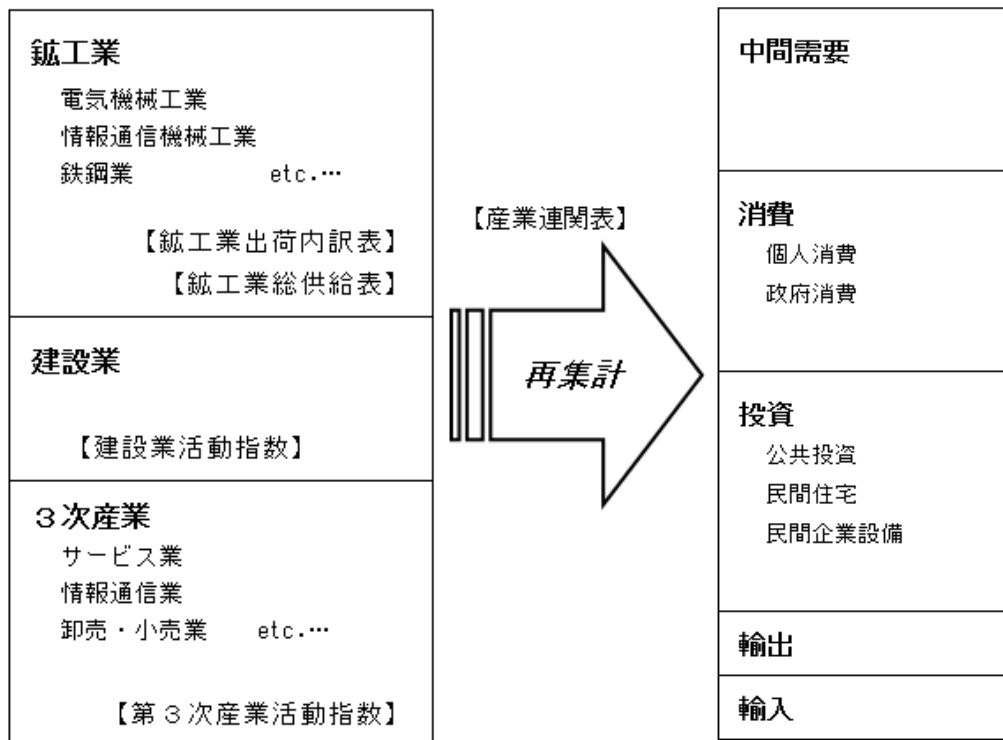 鉱工業
電気機械工業
情報通信機械工業
鉄鋼業 etc.…
【鉱工業出荷内訳表】
【鉱工業総供給表】
建設業
【建設業活動指数】
３次産業
サービス業
情報通信業
卸売・小売業 etc.…
【第３次産業活動指数】
【産業連関表】
再集計
中間需要
消費
個人消費
政府消費
投資
公共投資
民間住宅
民間企業設備
輸出
輸入